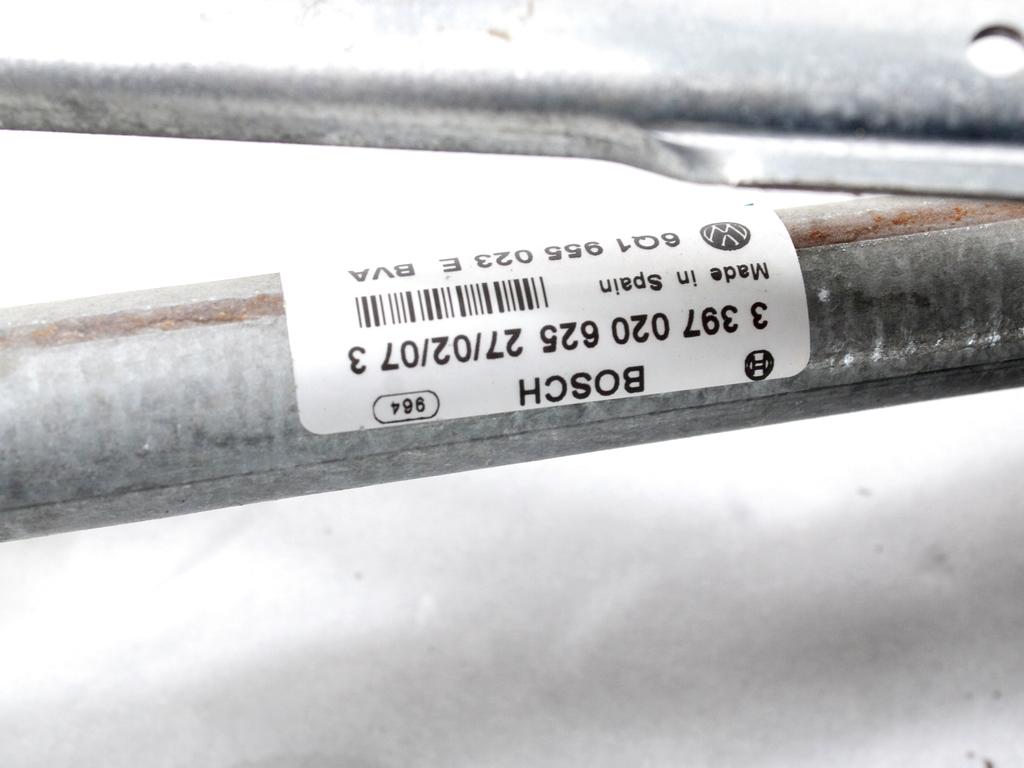 BOSCH 964
3 397 020 625 27/02/07 3
Made in Spain
6Q1 955 023 E BVA